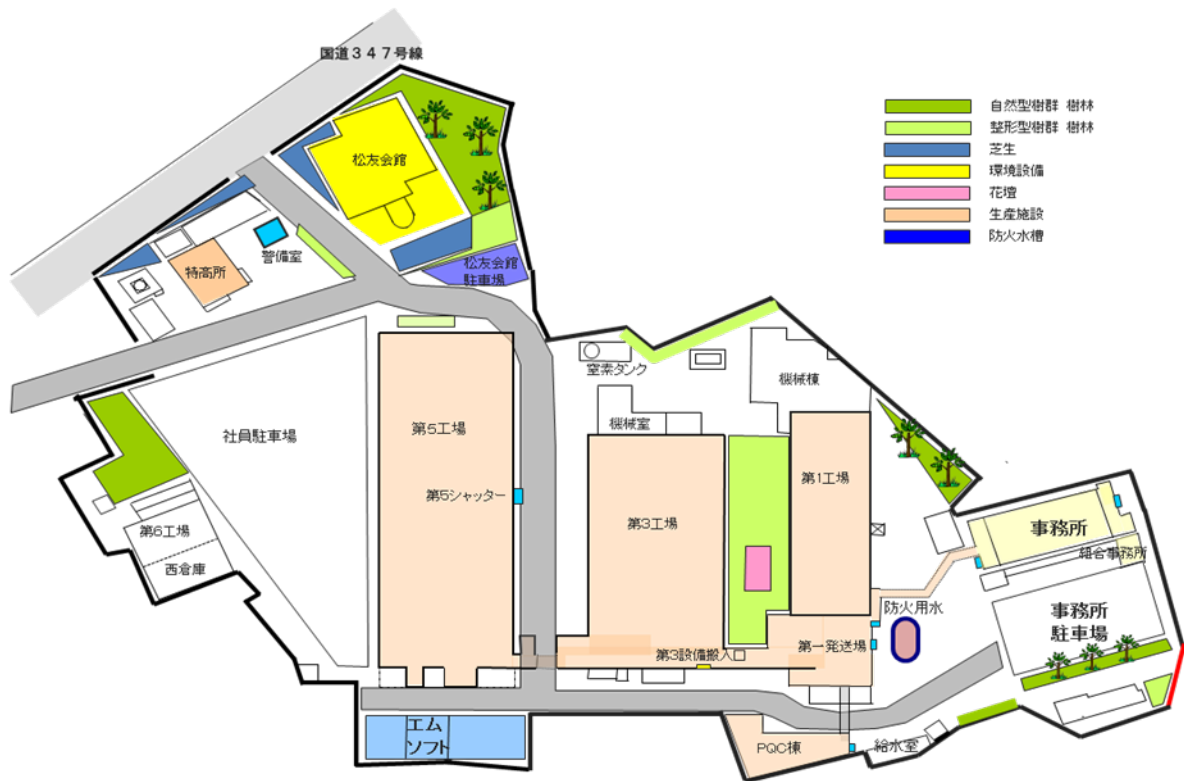 国道３４７号線
自然型樹群 樹林
整形型樹群 樹林
芝生
環境設備
花壇
生産施設
防火水槽
松友会館
警備室
特高所
松友会館
駐車場
窒素タンク
機械棟
機械室
社員駐車場
第5工場
第1工場
第5シャッター
第3工場
第6工場
西倉庫
事務所
組合事務所
防火用水
事務所
駐車場
第3設備搬入口
第一発送場
エム
ソフト
PQC棟
給水室